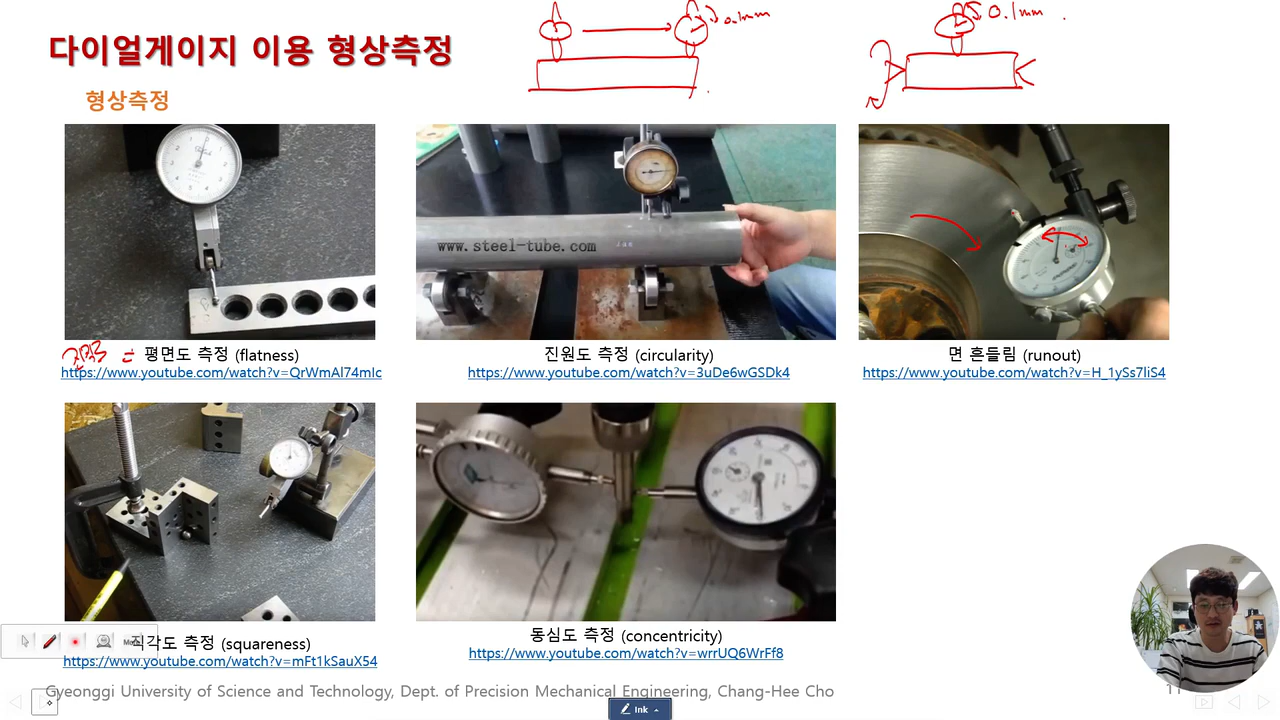 0.1mm
0.1mm
다이얼게이지 이용 형상측정
형상측정
www.steel-tube.com
= 평면도 측정 (flatness)
https://www.youtube.com/watch?v=QrWmAl74mIc
진원도 측정 (circularity)
https://www.youtube.com/watch?v=3uDe6wGSDk4
면 흔들림 (runout)
https://www.youtube.com/watch?v=H_1ySs7liS4
직각도 측정 (squareness)
https://www.youtube.com/watch?v=mFt1kSauX54
동심도 측정 (concentricity)
https://www.youtube.com/watch?v=wrrUQ6WrFf8
Gyeonggi University of Science and Technology, Dept. of Precision Mechanical Engineering, Chang-Hee Cho
11
Ink